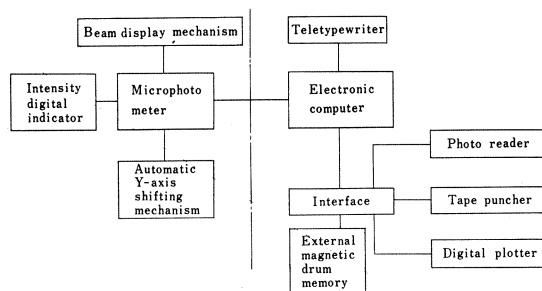 Beam display mechanism
Teletypewriter
Intensity
digital
indicator
Microphoto
meter
Electronic
computer
Photo reader
Automatic
Y-axis
shifting
mechanism
Interface
Tape puncher
External
magnetic
drum
memory
Digital plotter